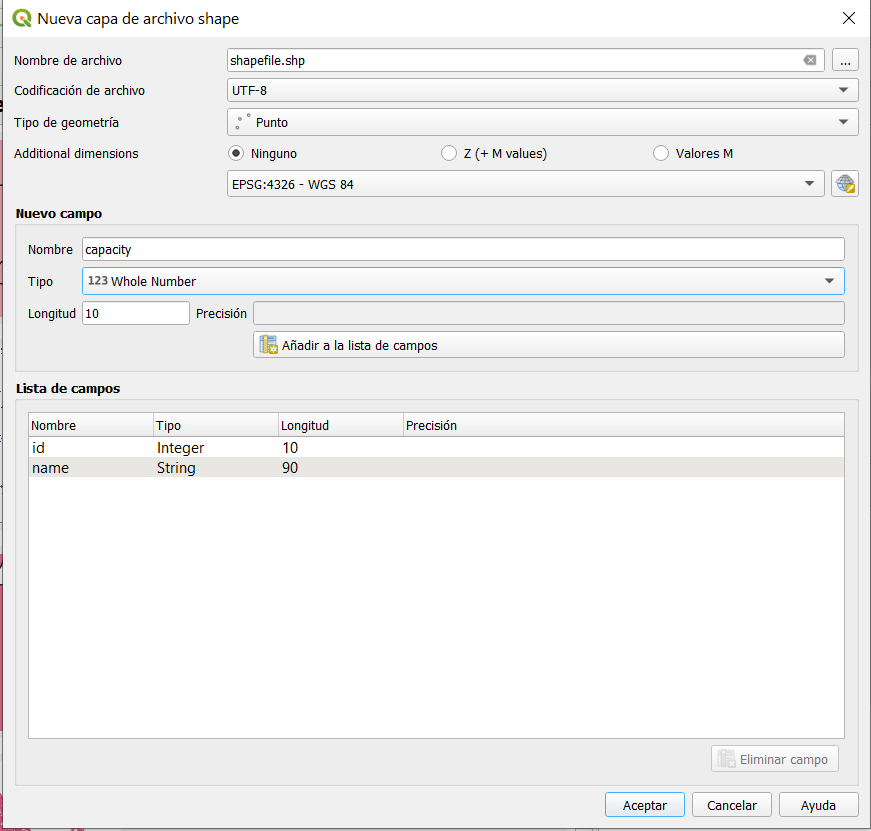 Nueva capa de archivo shape
Nombre de archivo shapefile.shp ...
Codificación de archivo UTF-8
Tipo de geometría Punto
Additional dimensions Ninguno Z (+ M values) Valores M
EPSG:4326 - WGS 84
Nuevo campo
Nombre capacity
Tipo 123 Whole Number
Longitud 10 Precisión
Añadir a la lista de campos
Lista de campos
Nombre Tipo Longitud Precisión
id Integer 10
name String 90
Eliminar campo
Aceptar Cancelar Ayuda